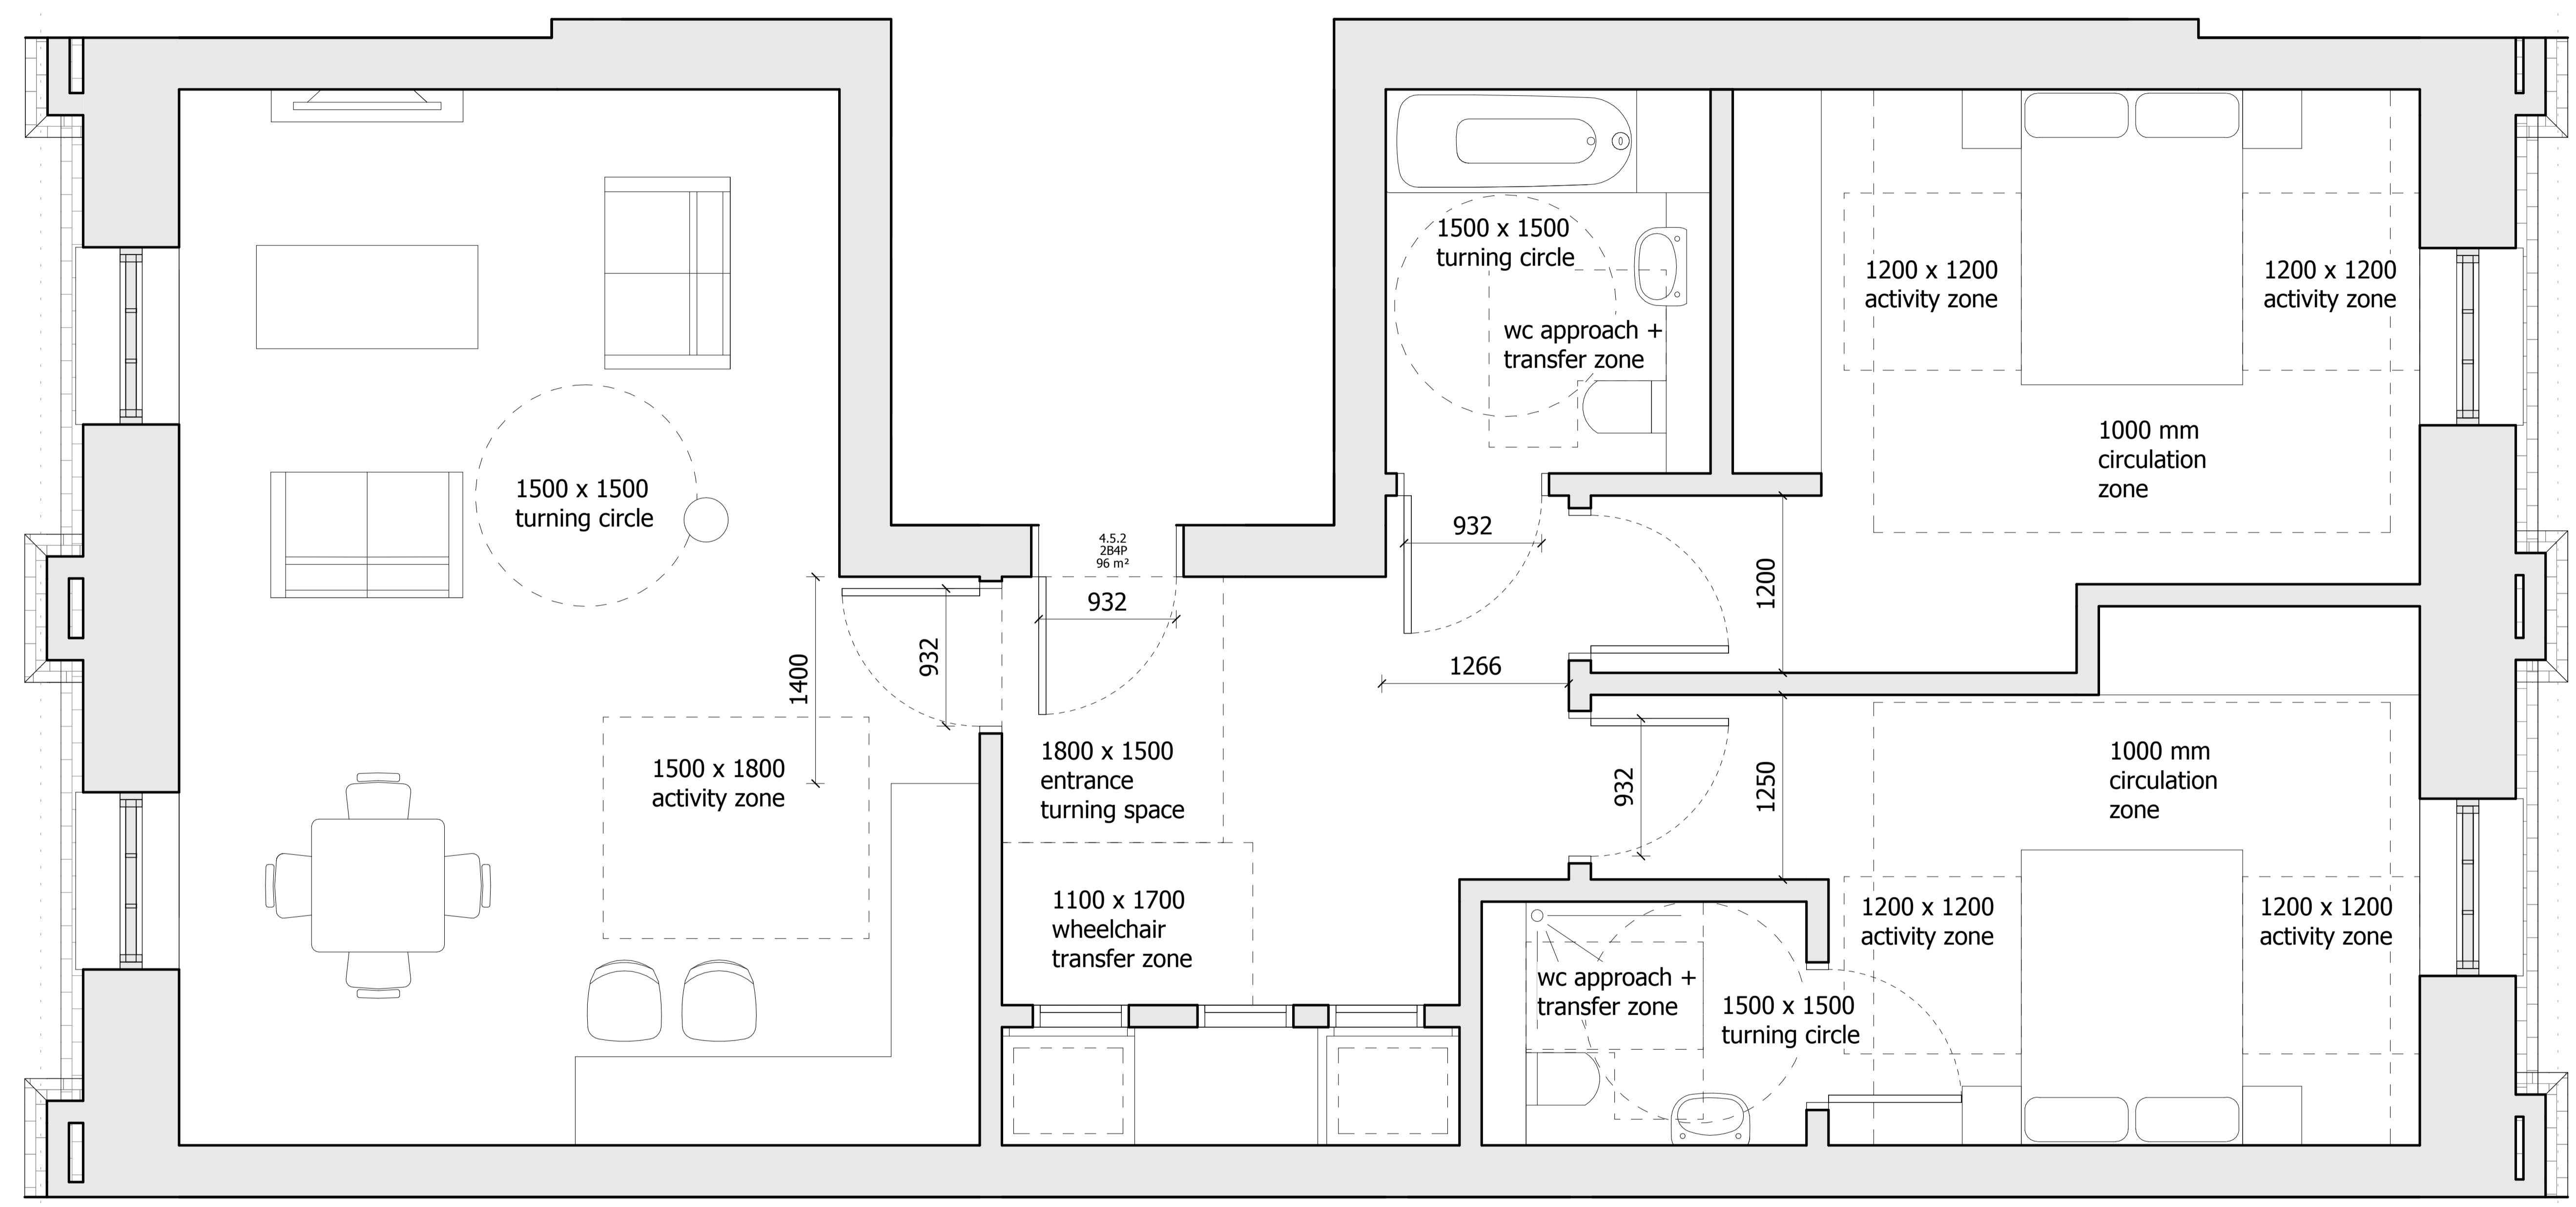 1500 x 1500
turning circle
1500 x 1800
activity zone
1400
932
4.5.2
2B4P
96 m²
932
1800 x 1500
entrance
turning space
1100 x 1700
wheelchair
transfer zone
1500 x 1500
turning circle
wc approach +
transfer zone
932
1266
1200
932
1250
1200 x 1200
activity zone
1200 x 1200
activity zone
1000 mm
circulation
zone
1000 mm
circulation
zone
1200 x 1200
activity zone
1200 x 1200
activity zone
wc approach +
transfer zone
1500 x 1500
turning circle